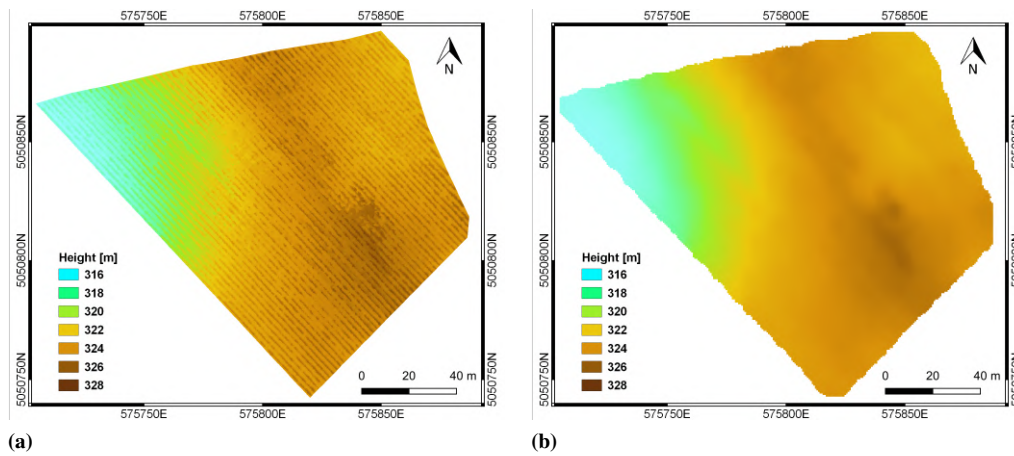 575750E 575800E 575850E
N
5050850N 5050850N
5050800N 5050800N
5050750N 5050750N
Height [m]
316
318
320
322
324
326
328
0 20 40 m
575750E 575800E 575850E
(a)
575750E 575800E 575850E
N
5050850N 5050850N
5050800N 5050800N
5050750N 5050750N
Height [m]
316
318
320
322
324
326
328
0 20 40 m
575750E 575800E 575850E
(b)